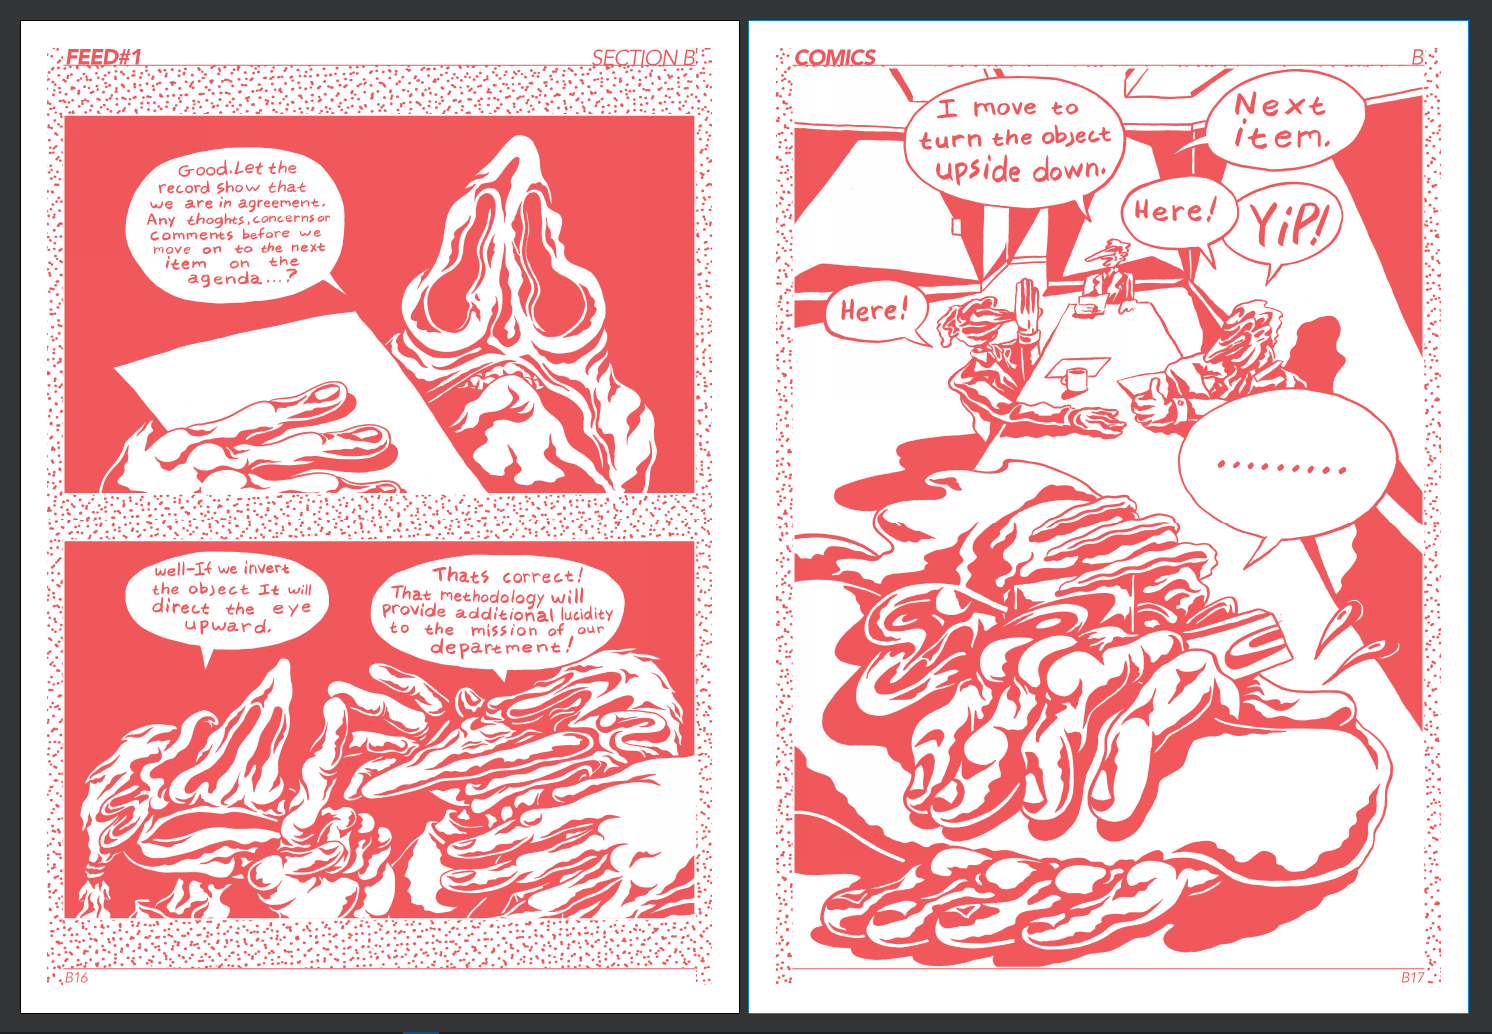 FEED#1
SECTION B
Good. Let the
record show that
we are in agreement.
Any thoghts, concerns or
comments before we
move on to the next
item on the
agenda...?
well-If we invert
the object It will
direct the eye
upward.
Thats correct!
That methodology will
provide additional lucidity
to the mission of our
department!
B16
COMICS
B
I move to
turn the object
upside down.
Next
item.
Here!
YiP!
Here!
.........
B17